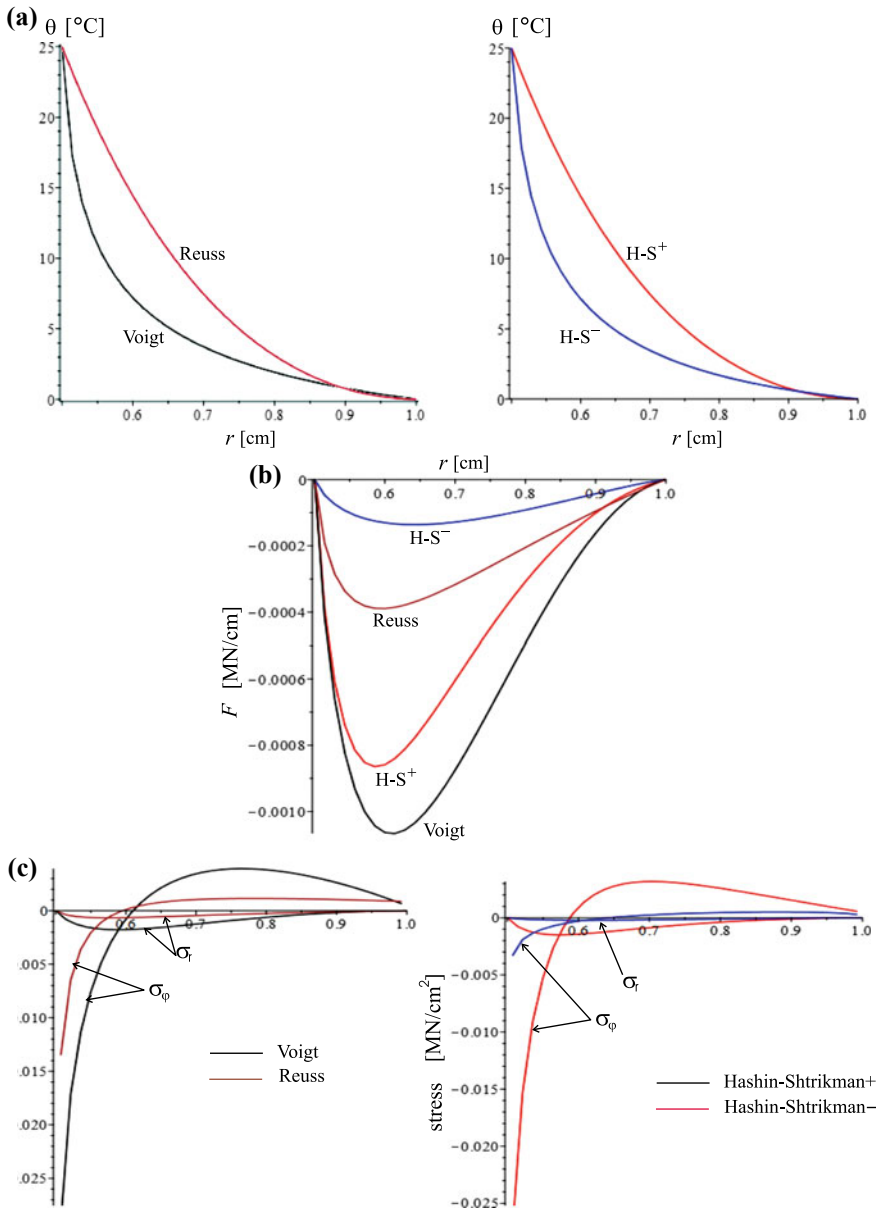 (a)
θ [°C]
25
20
15
10
5
0
Reuss
Voigt
0.6 0.7 0.8 0.9 1.0
r [cm]
θ [°C]
25
20
15
10
5
0
H-S+
H-S−
0.6 0.7 0.8 0.9 1.0
r [cm]
(b)
r [cm]
0
0.6 0.7 0.8 0.9 1.0
−0.0002
−0.0004
−0.0006
−0.0008
−0.0010
F [MN/cm]
H-S−
Reuss
H-S+
Voigt
(c)
0
.005
.010
.015
.020
.025
0.6 0.7 0.8 0.9 1.0
σr
σφ
Voigt
Reuss
0
−0.005
−0.010
−0.015
−0.020
−0.025
stress [MN/cm2]
0.6 0.7 0.8 0.9 1.0
σr
σφ
Hashin-Shtrikman+
Hashin-Shtrikman−